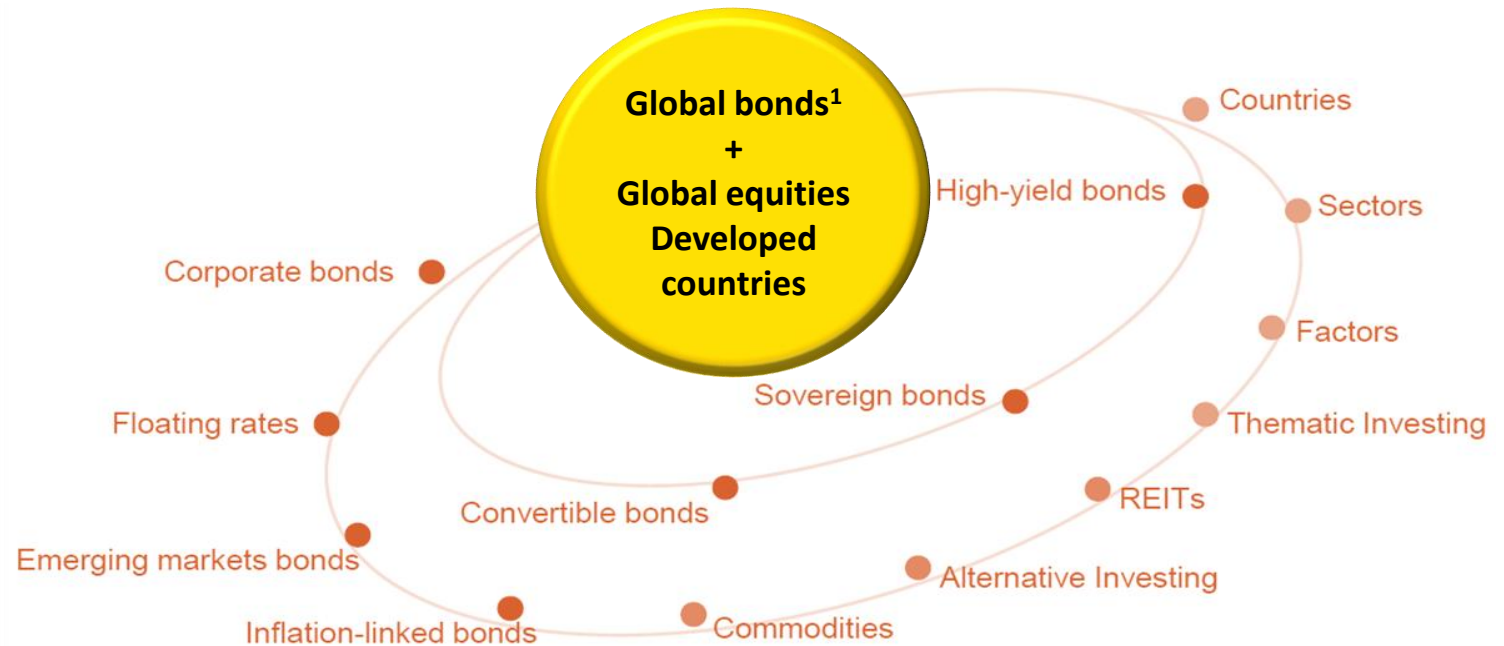 Global bonds¹
+
Global equities
Developed
countries
Countries
High-yield bonds
Sectors
Corporate bonds
Factors
Sovereign bonds
Floating rates
Thematic Investing
Convertible bonds
REITs
Emerging markets bonds
Alternative Investing
Inflation-linked bonds
Commodities